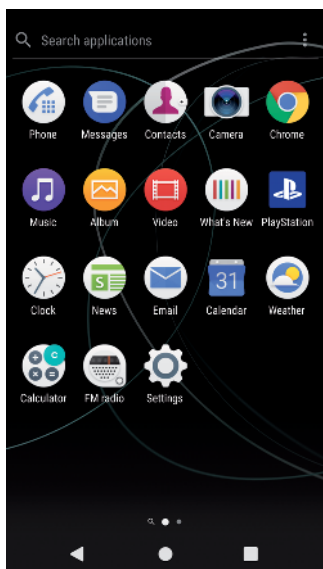 Search applications
Phone Messages Contacts Camera Chrome
Music Album Video What's New PlayStation
31
Clock News Email Calendar Weather
Calculator FM radio Settings